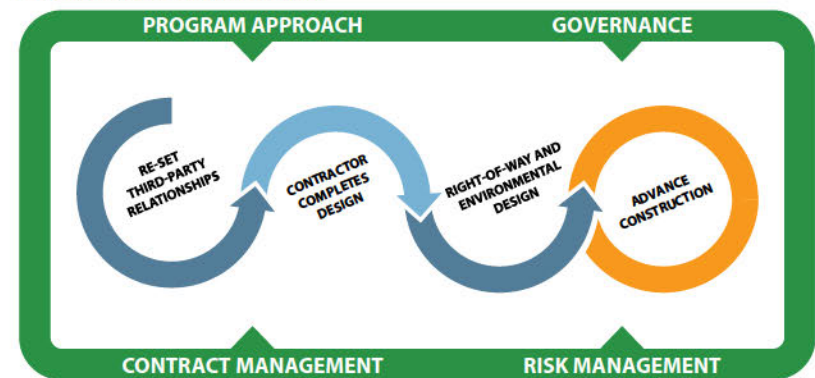 PROGRAM APPROACH
GOVERNANCE
RE-SET
THIRD-PARTY
RELATIONSHIPS
CONTRACTOR
COMPLETES
DESIGN
RIGHT-OF-WAY AND
ENVIRONMENTAL
DESIGN
ADVANCE
CONSTRUCTION
CONTRACT MANAGEMENT
RISK MANAGEMENT